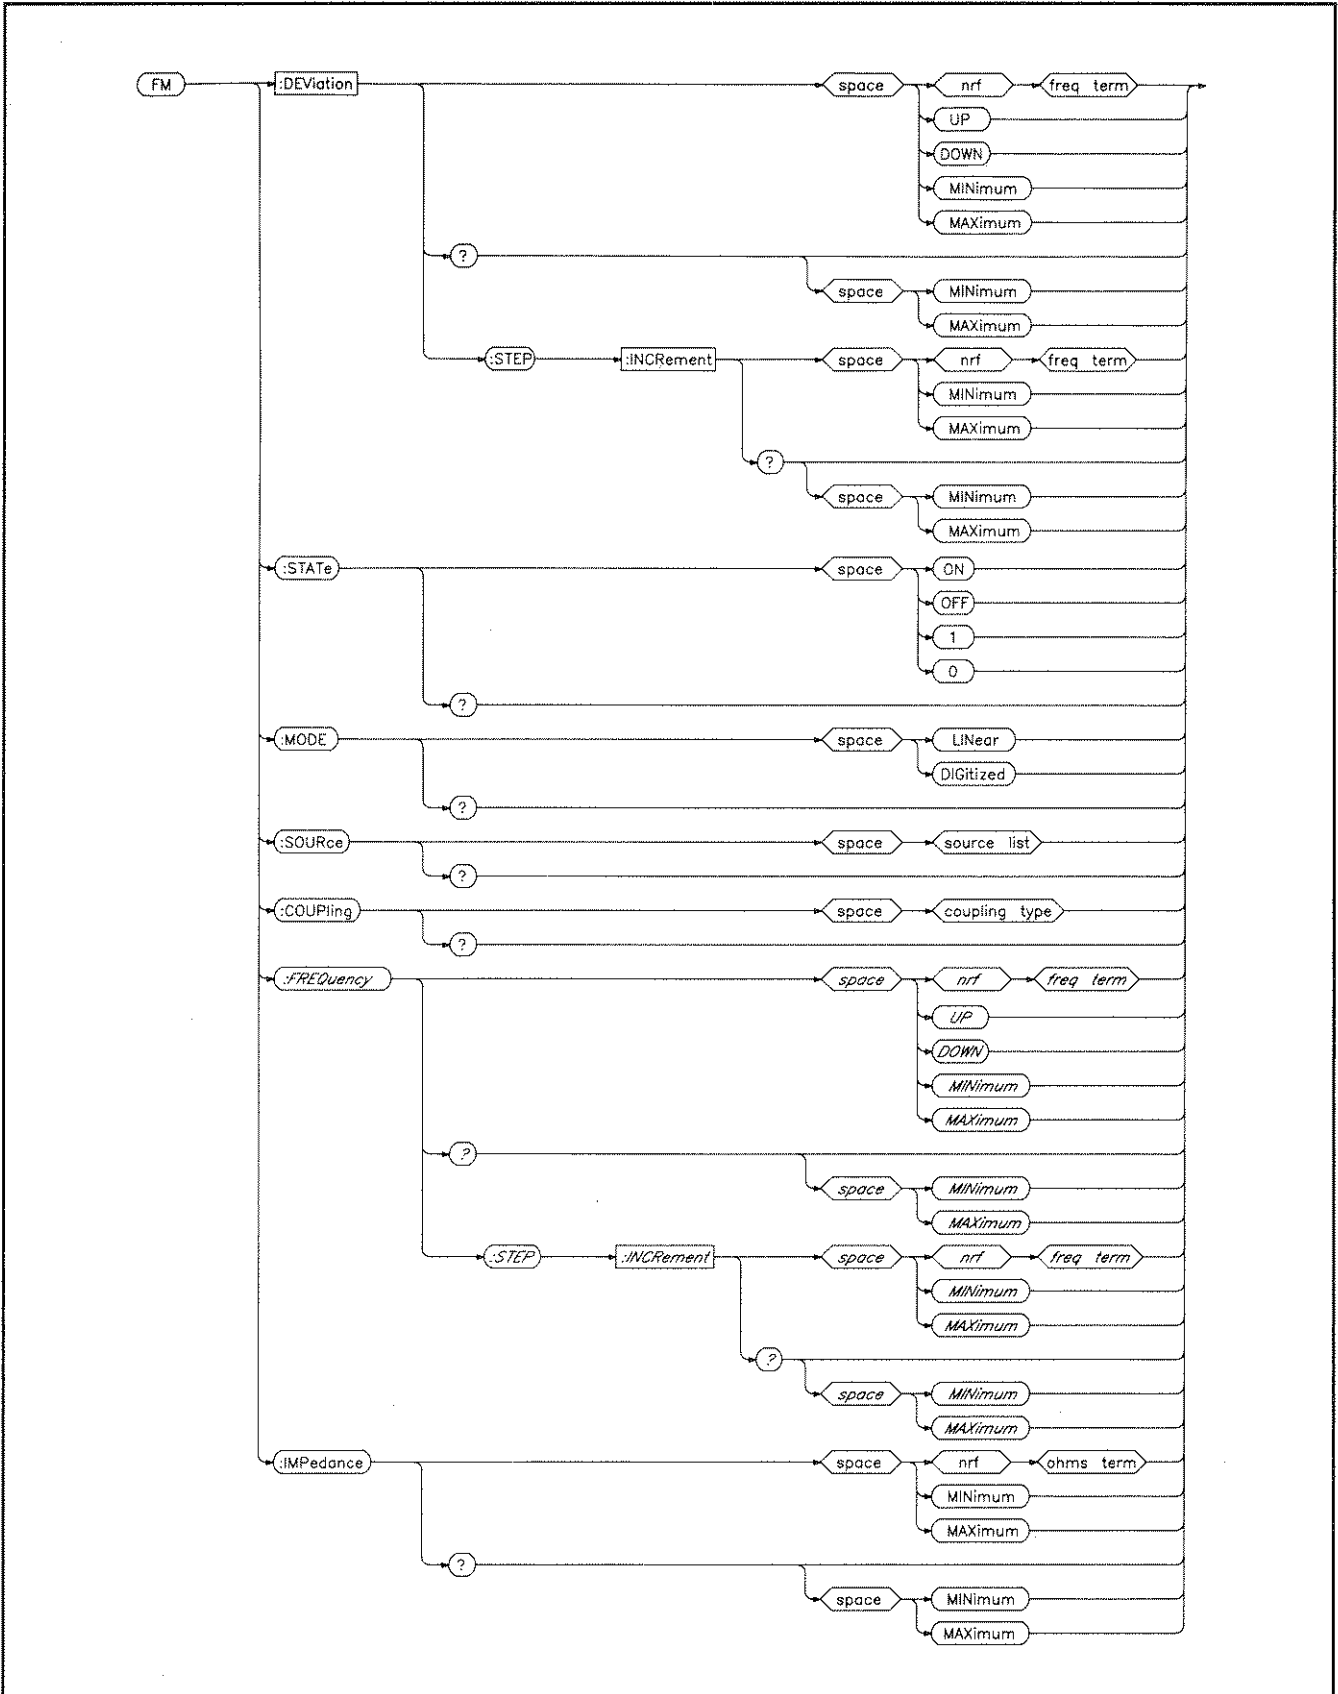 FM :DEViation space nrf freq term
UP
DOWN
MINimum
MAXimum
?
space MINimum
MAXimum
:STEP :INCRement space nrf freq term
MINimum
MAXimum
?
space MINimum
MAXimum
:STATe space ON
OFF
1
0
?
:MODE space LINear
DIGitized
?
:SOURce space source list
?
:COUPling space coupling type
?
:FREQuency space nrf freq term
UP
DOWN
MINimum
MAXimum
?
space MINimum
MAXimum
:STEP :INCRement space nrf freq term
MINimum
MAXimum
?
space MINimum
MAXimum
:IMPedance space nrf ohms term
MINimum
MAXimum
?
space MINimum
MAXimum